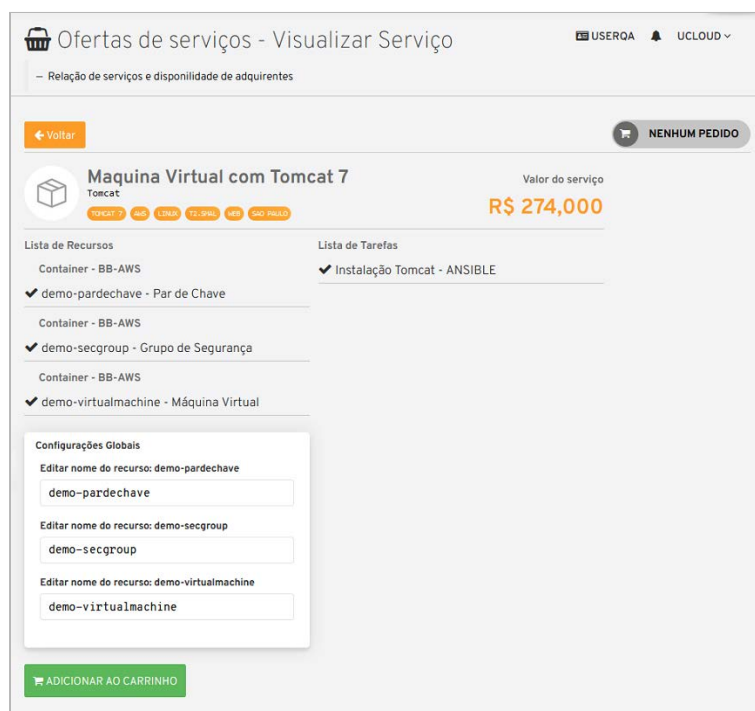 Ofertas de serviços - Visualizar Serviço
USERQA
UCLOUD
— Relação de serviços e disponilidade de adquirentes
Voltar
NENHUM PEDIDO
Maquina Virtual com Tomcat 7
Tomcat
TOMCAT 7 AWS LINUX T2.SMAL WEB SAO PAULO
Valor do serviço
R$ 274,000
Lista de Recursos
Container - BB-AWS
demo-pardechave - Par de Chave
Container - BB-AWS
demo-secgroup - Grupo de Segurança
Container - BB-AWS
demo-virtualmachine - Máquina Virtual
Lista de Tarefas
Instalação Tomcat - ANSIBLE
Configurações Globais
Editar nome do recurso: demo-pardechave
demo-pardechave
Editar nome do recurso: demo-secgroup
demo-secgroup
Editar nome do recurso: demo-virtualmachine
demo-virtualmachine
ADICIONAR AO CARRINHO